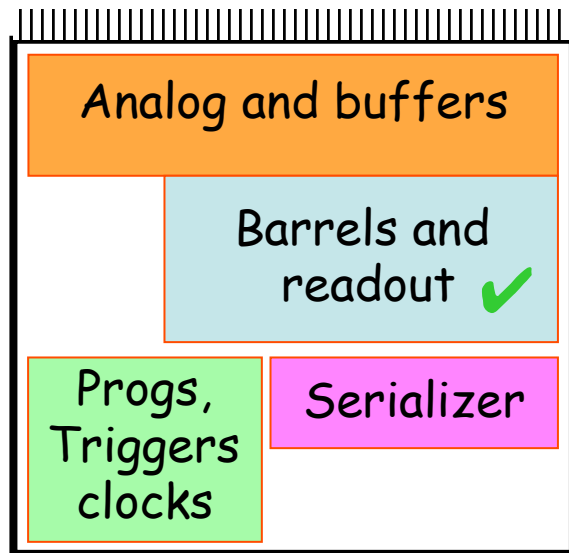 Analog and buffers
Barrels and
readout ✔
Progs,
Triggers
clocks
Serializer